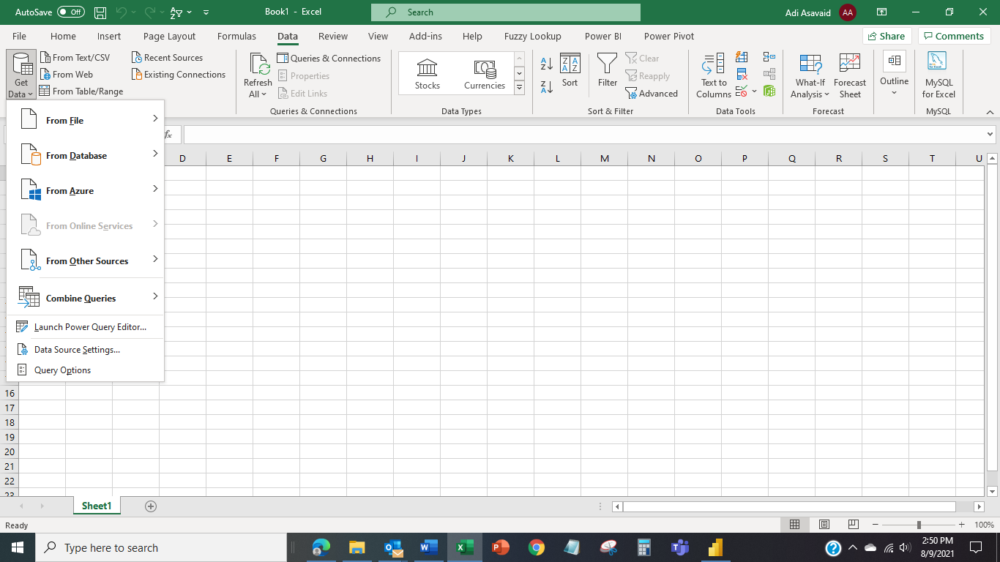 AutoSave Off Book1 - Excel Search Adi Asavaid AA
File Home Insert Page Layout Formulas Data Review View Add-ins Help Fuzzy Lookup Power BI Power Pivot Share Comments
Get Data
From Text/CSV
From Web
From Table/Range
Recent Sources
Existing Connections
Refresh All
Queries & Connections
Properties
Edit Links
Queries & Connections
Stocks
Currencies
Data Types
Sort
Filter
Clear
Reapply
Advanced
Sort & Filter
Text to
Columns
Data Tools
What-If
Analysis
Forecast
Sheet
Forecast
Outline
MySQL
for Excel
MySQL
From File
From Database
From Azure
From Online Services
From Other Sources
Combine Queries
Launch Power Query Editor...
Data Source Settings...
Query Options
fx
D E F G H I J K L M N O P Q R S T U
16
17
18
19
20
21
22
23
Sheet1
Ready
100%
Type here to search
2:50 PM
8/9/2021